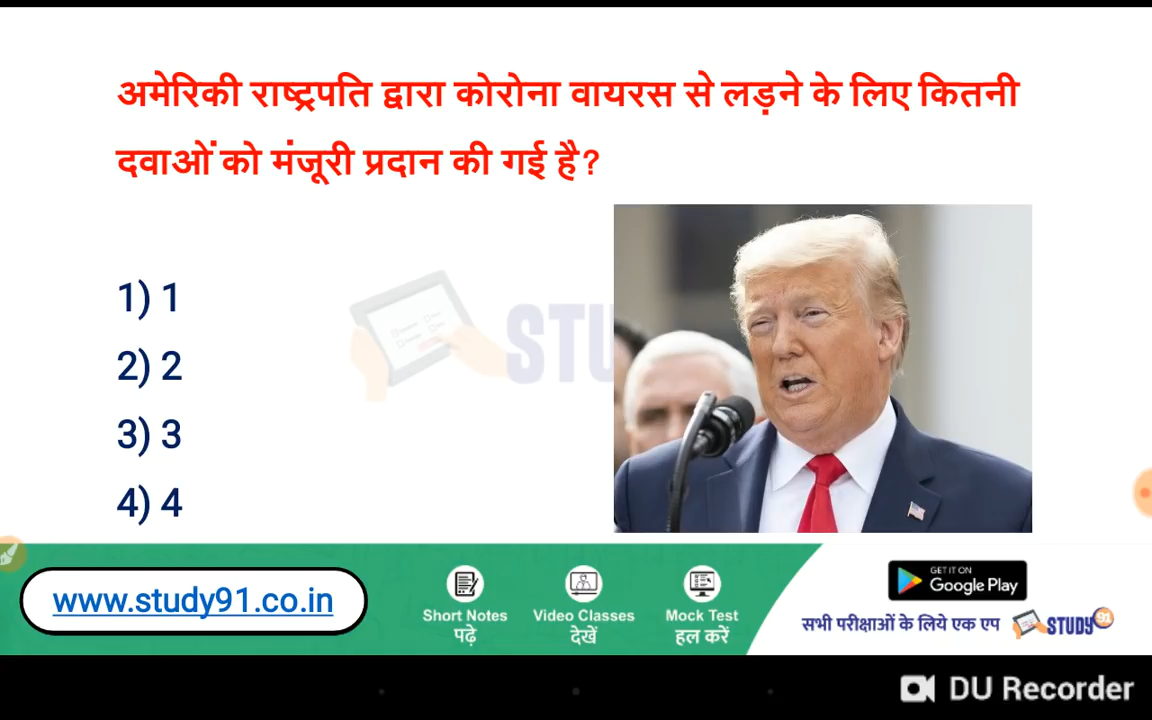 अमेरिकी राष्ट्रपति द्वारा कोरोना वायरस से लड़ने के लिए कितनी
दवाओं को मंजूरी प्रदान की गई है?
1) 1
2) 2
3) 3
4) 4
STU
www.study91.co.in
Short Notes
पढ़े
Video Classes
देखें
Mock Test
हल करें
GET IT ON
Google Play
सभी परीक्षाओं के लिये एक एप
STUDY 91
DU Recorder